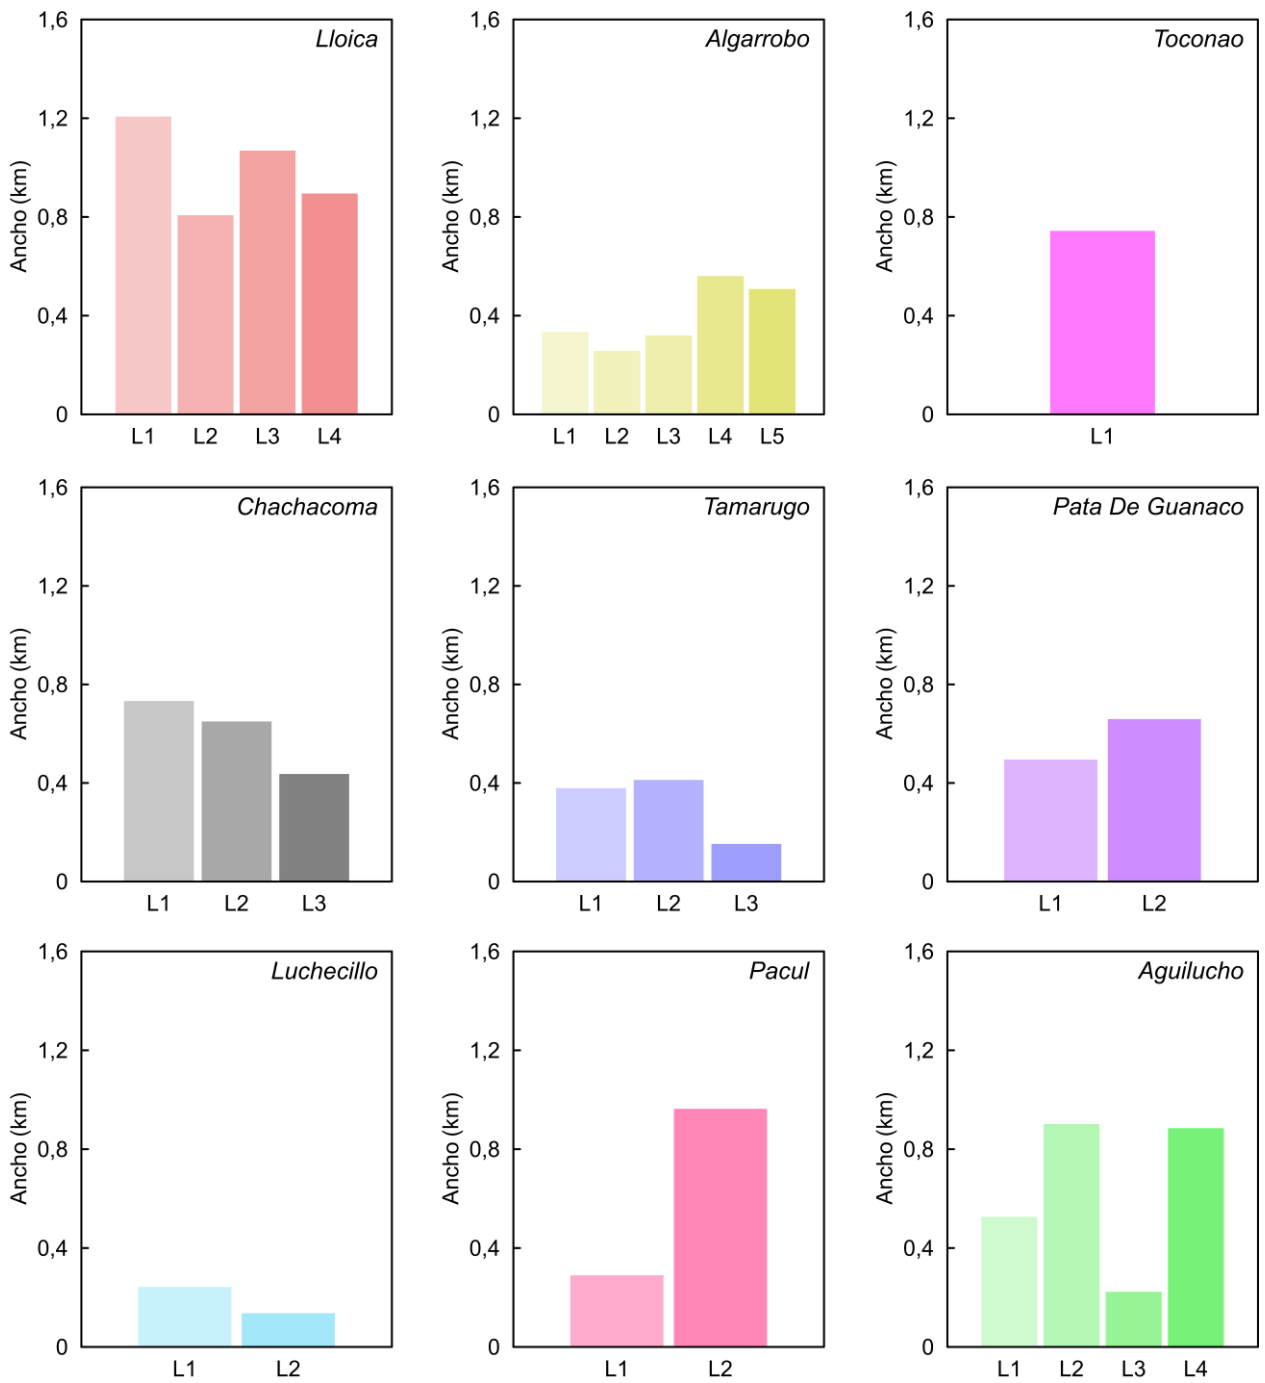 Lloica
Ancho (km)
1,6
1,2
0,8
0,4
0
L1 L2 L3 L4
Algarrobo
Ancho (km)
1,6
1,2
0,8
0,4
0
L1 L2 L3 L4 L5
Toconao
Ancho (km)
1,6
1,2
0,8
0,4
0
L1
Chachacoma
Ancho (km)
1,6
1,2
0,8
0,4
0
L1 L2 L3
Tamarugo
Ancho (km)
1,6
1,2
0,8
0,4
0
L1 L2 L3
Pata De Guanaco
Ancho (km)
1,6
1,2
0,8
0,4
0
L1 L2
Luchecillo
Ancho (km)
1,6
1,2
0,8
0,4
0
L1 L2
Pacul
Ancho (km)
1,6
1,2
0,8
0,4
0
L1 L2
Aguilucho
Ancho (km)
1,6
1,2
0,8
0,4
0
L1 L2 L3 L4